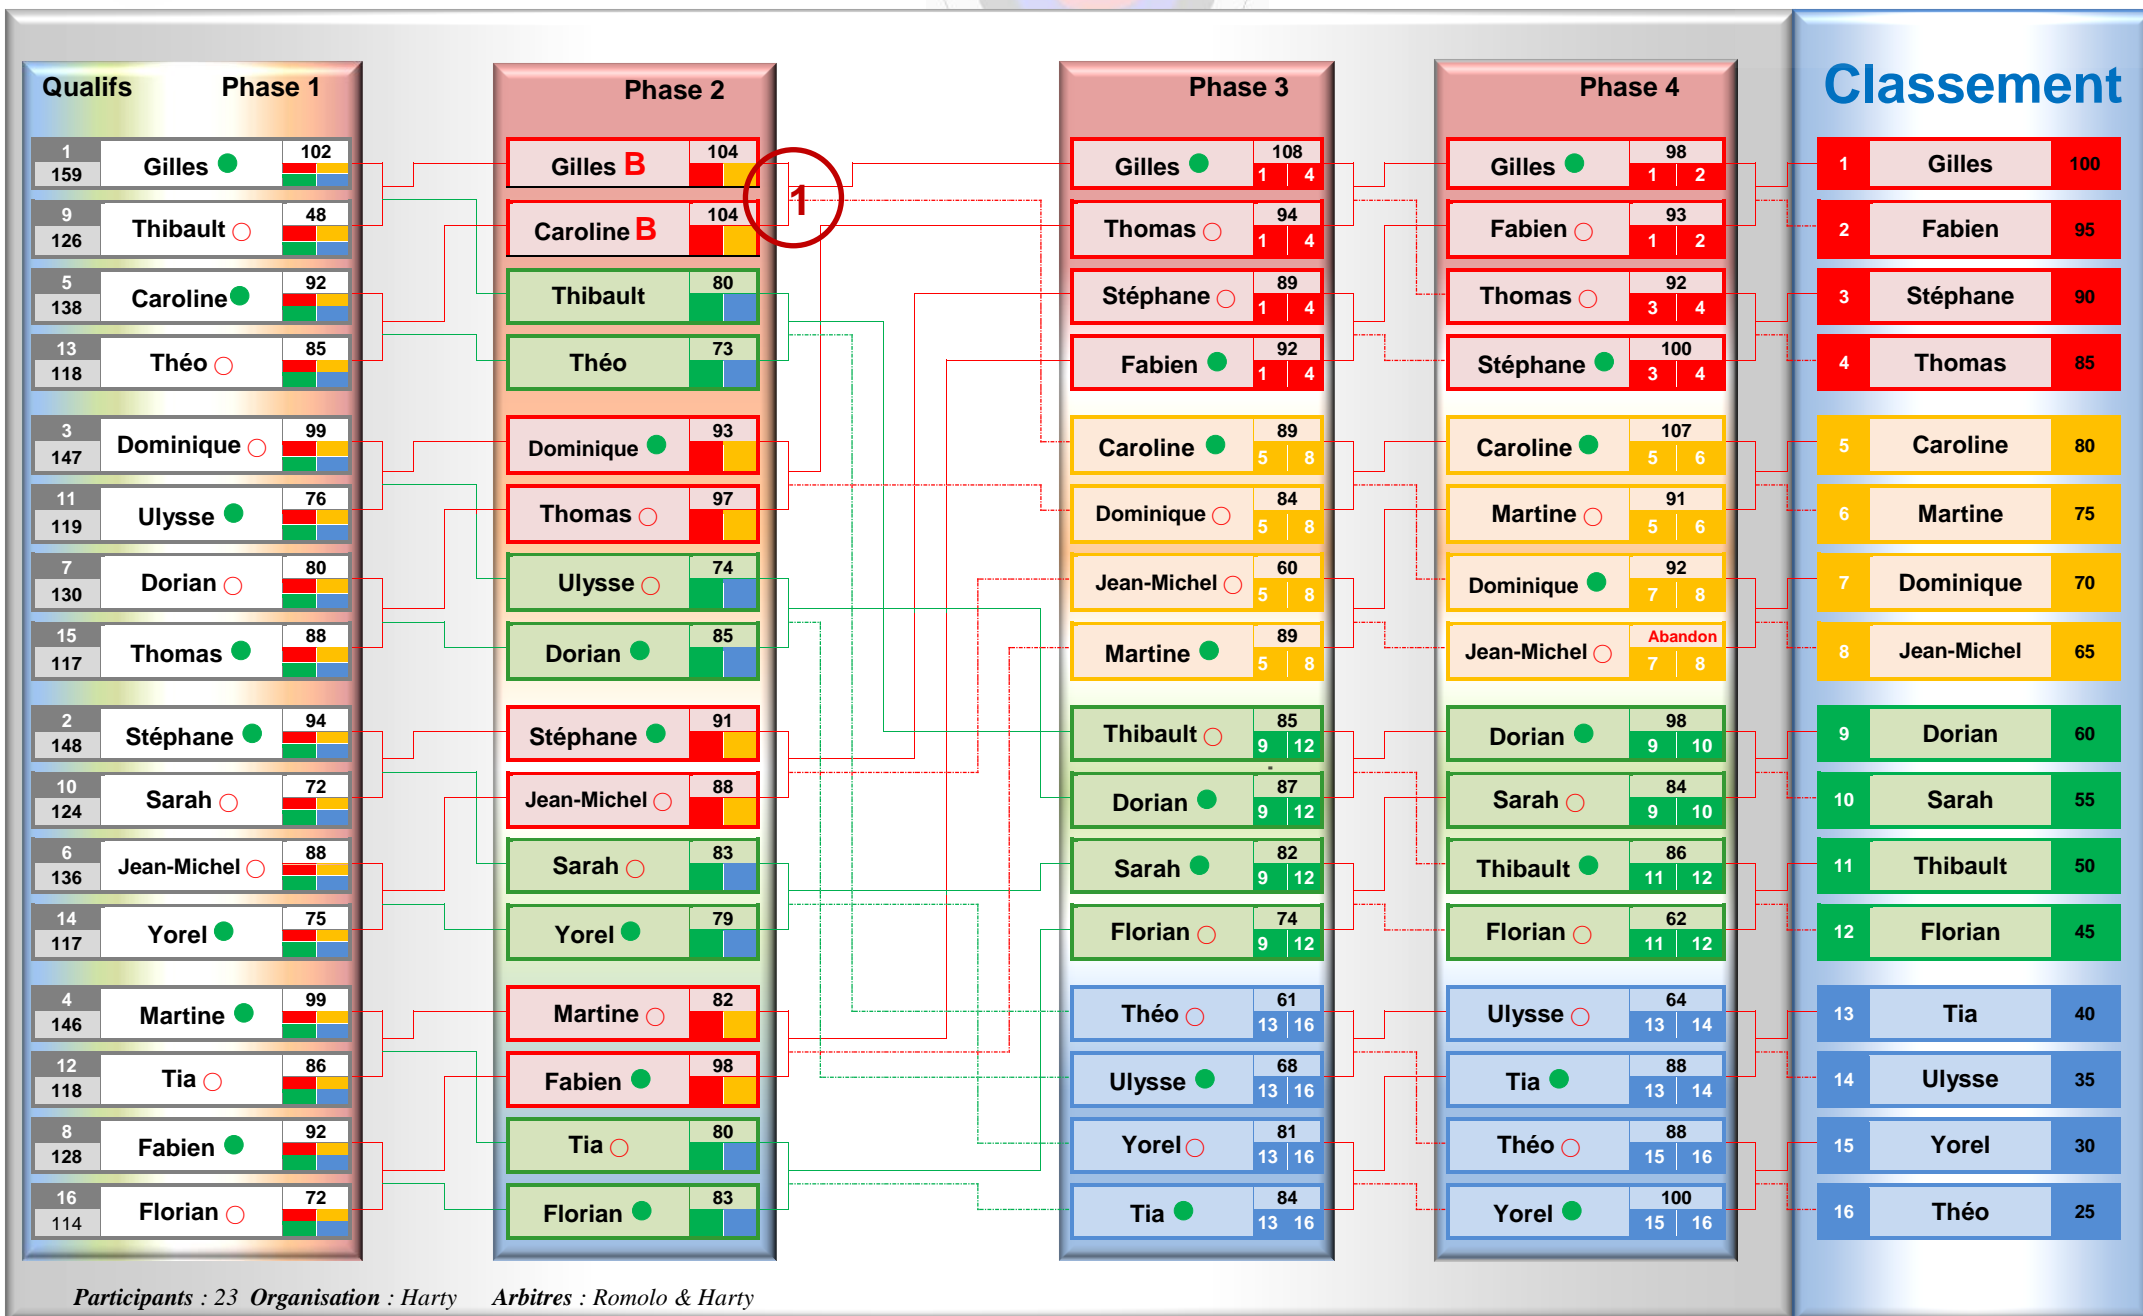 Qualifs Phase 1
1 Gilles 102
159
9 Thibault 48
126
5 Caroline 92
138
13 Théo 85
118
3 Dominique 99
147
11 Ulysse 76
119
7 Dorian 80
130
15 Thomas 88
117
2 Stéphane 94
148
10 Sarah 72
124
6 Jean-Michel 88
136
14 Yorel 75
117
4 Martine 99
146
12 Tia 86
118
8 Fabien 92
128
16 Florian 72
114
Phase 2
Gilles B 104
1
Caroline B 104
Thibault 80
Théo 73
Dominique 93
Thomas 97
Ulysse 74
Dorian 85
Stéphane 91
Jean-Michel 88
Sarah 83
Yorel 79
Martine 82
Fabien 98
Tia 80
Florian 83
Phase 3
Gilles 108
1 4
Thomas 94
1 4
Stéphane 89
1 4
Fabien 92
1 4
Caroline 89
5 8
Dominique 84
5 8
Jean-Michel 60
5 8
Martine 89
5 8
Thibault 85
9 12
Dorian 87
9 12
Sarah 82
9 12
Florian 74
9 12
Théo 61
13 16
Ulysse 68
13 16
Yorel 81
13 16
Tia 84
13 16
Phase 4
Gilles 98
1 2
Fabien 93
1 2
Thomas 92
3 4
Stéphane 100
3 4
Caroline 107
5 6
Martine 91
5 6
Dominique 92
7 8
Jean-Michel Abandon
7 8
Dorian 98
9 10
Sarah 84
9 10
Thibault 86
11 12
Florian 62
11 12
Ulysse 64
13 14
Tia 88
13 14
Théo 88
15 16
Yorel 100
15 16
Classement
1 Gilles 100
2 Fabien 95
3 Stéphane 90
4 Thomas 85
5 Caroline 80
6 Martine 75
7 Dominique 70
8 Jean-Michel 65
9 Dorian 60
10 Sarah 55
11 Thibault 50
12 Florian 45
13 Tia 40
14 Ulysse 35
15 Yorel 30
16 Théo 25
Participants : 23 Organisation : Harty Arbitres : Romolo & Harty